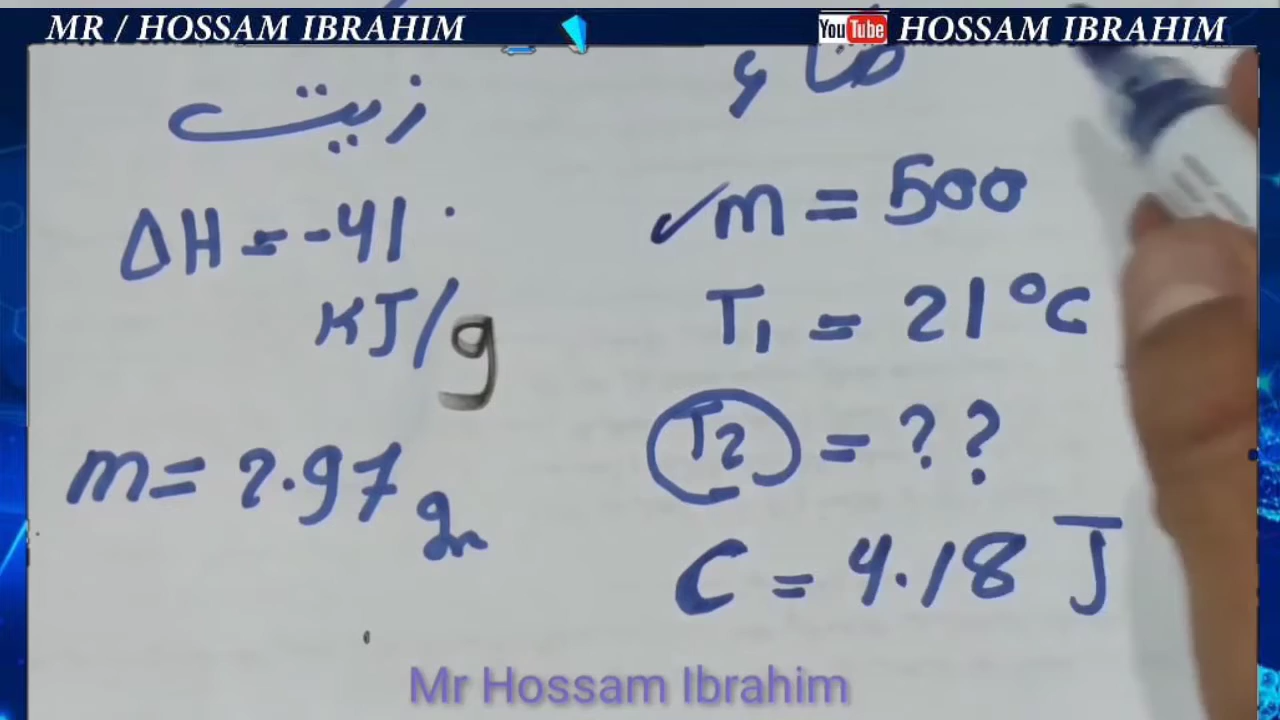 MR / HOSSAM IBRAHIM
YouTube HOSSAM IBRAHIM
زيت
ΔH = -41
KJ/g
m = 2.97 gm
ماء
✓m = 500
T1 = 21°C
T2 = ??
C = 4.18 J
Mr Hossam Ibrahim